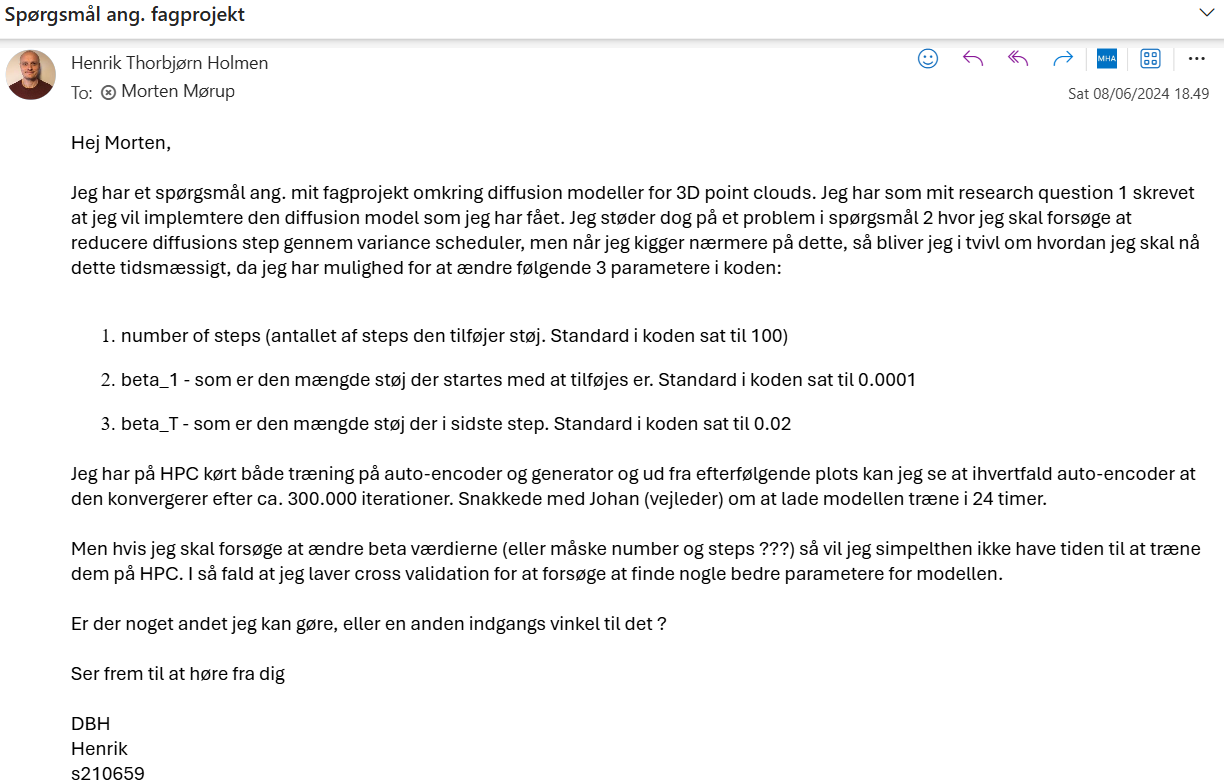 Spørgsmål ang. fagprojekt
Henrik Thorbjørn Holmen
To: Morten Mørup
MHA
Sat 08/06/2024 18.49
Hej Morten,
Jeg har et spørgsmål ang. mit fagprojekt omkring diffusion modeller for 3D point clouds. Jeg har som mit research question 1 skrevet
at jeg vil implemtere den diffusion model som jeg har fået. Jeg støder dog på et problem i spørgsmål 2 hvor jeg skal forsøge at
reducere diffusions step gennem variance scheduler, men når jeg kigger nærmere på dette, så bliver jeg i tvivl om hvordan jeg skal nå
dette tidsmæssigt, da jeg har mulighed for at ændre følgende 3 parametere i koden:
1. number of steps (antallet af steps den tilføjer støj. Standard i koden sat til 100)
2. beta_1 - som er den mængde støj der startes med at tilføjes er. Standard i koden sat til 0.0001
3. beta_T - som er den mængde støj der i sidste step. Standard i koden sat til 0.02
Jeg har på HPC kørt både træning på auto-encoder og generator og ud fra efterfølgende plots kan jeg se at ihvertfald auto-encoder at
den konvergerer efter ca. 300.000 iterationer. Snakkede med Johan (vejleder) om at lade modellen træne i 24 timer.
Men hvis jeg skal forsøge at ændre beta værdierne (eller måske number og steps ???) så vil jeg simpelthen ikke have tiden til at træne
dem på HPC. I så fald at jeg laver cross validation for at forsøge at finde nogle bedre parametere for modellen.
Er der noget andet jeg kan gøre, eller en anden indgangs vinkel til det ?
Ser frem til at høre fra dig
DBH
Henrik
s210659